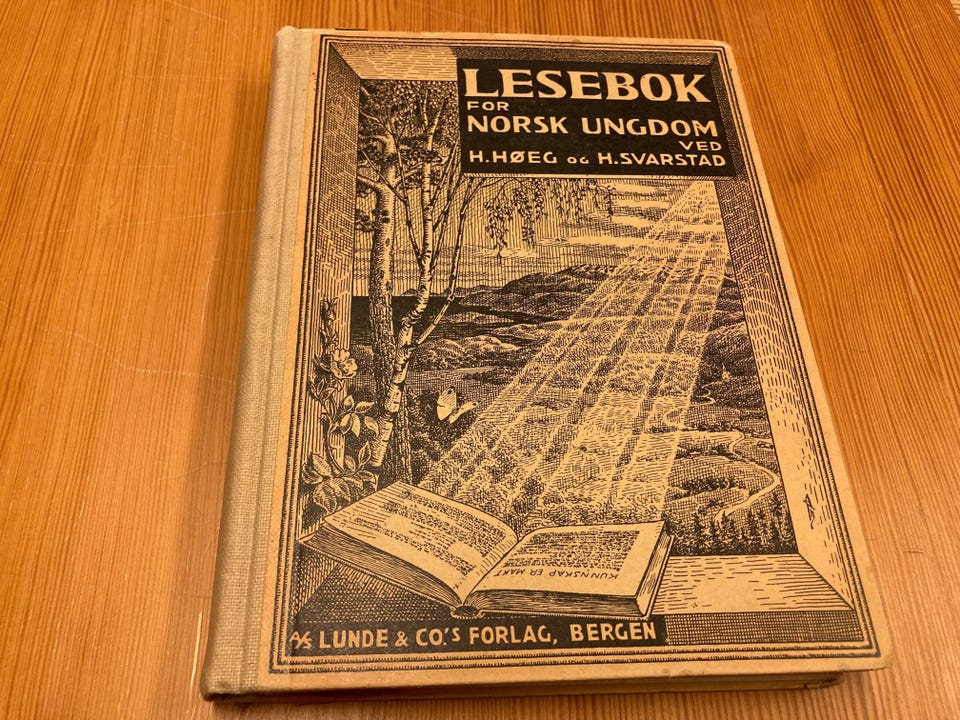 LESEBOK
FOR
NORSK UNGDOM
VED
H. HØEG OG H. SVARSTAD
KUNNSKAP ER MAKT
A/S LUNDE & CO.'S FORLAG, BERGEN